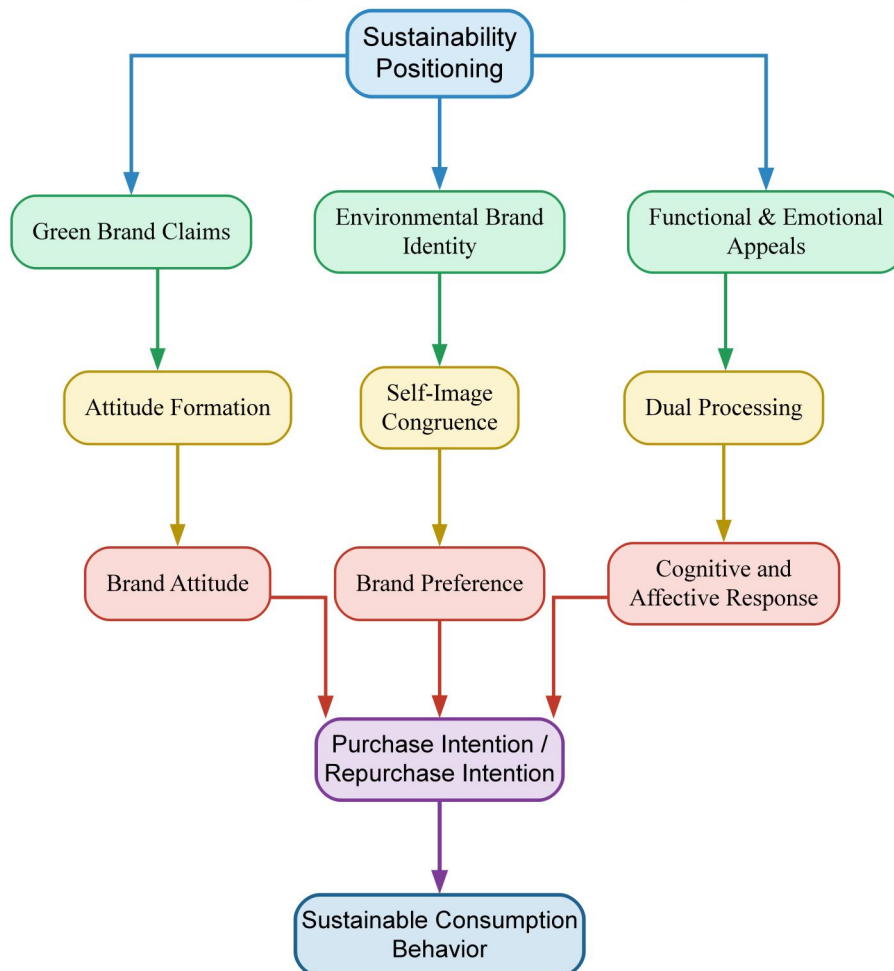 Sustainability
Positioning
Green Brand Claims
Environmental Brand
Identity
Functional & Emotional
Appeals
Attitude Formation
Self-Image
Congruence
Dual Processing
Brand Attitude
Brand Preference
Cognitive and
Affective Response
Purchase Intention /
Repurchase Intention
Sustainable Consumption
Behavior